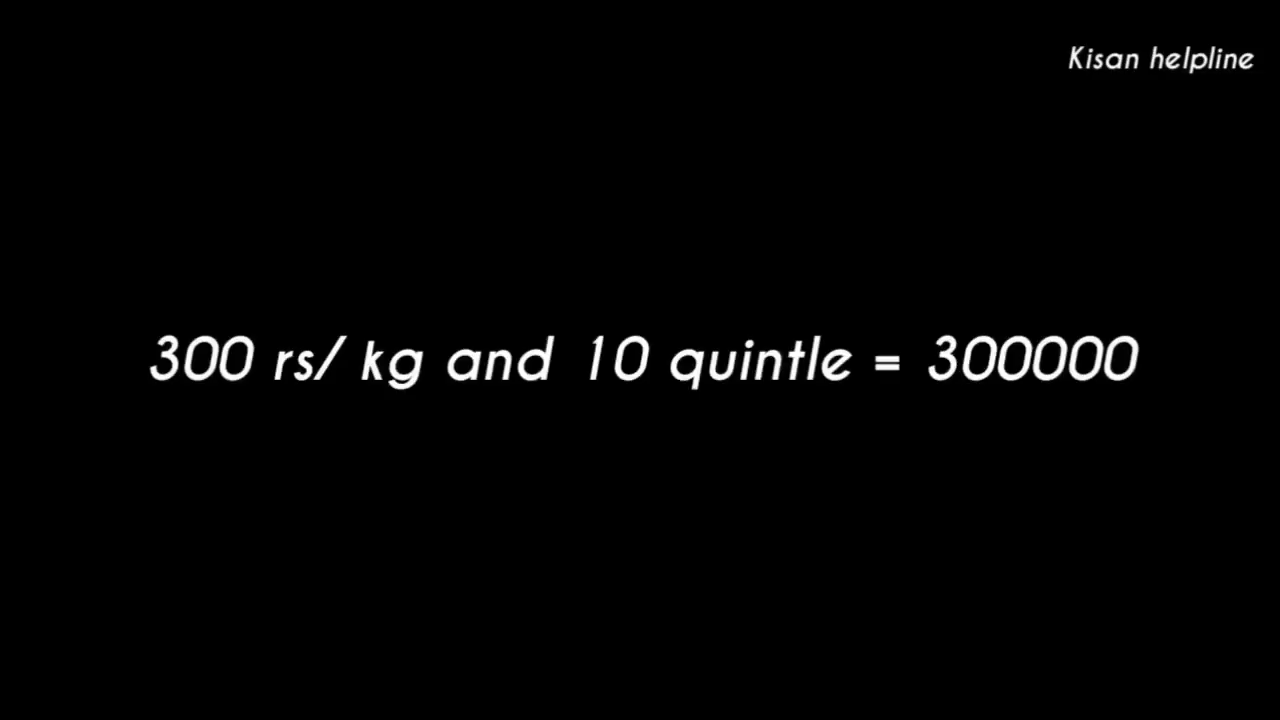 Kisan helpline
300 rs/ kg and 10 quintle = 300000